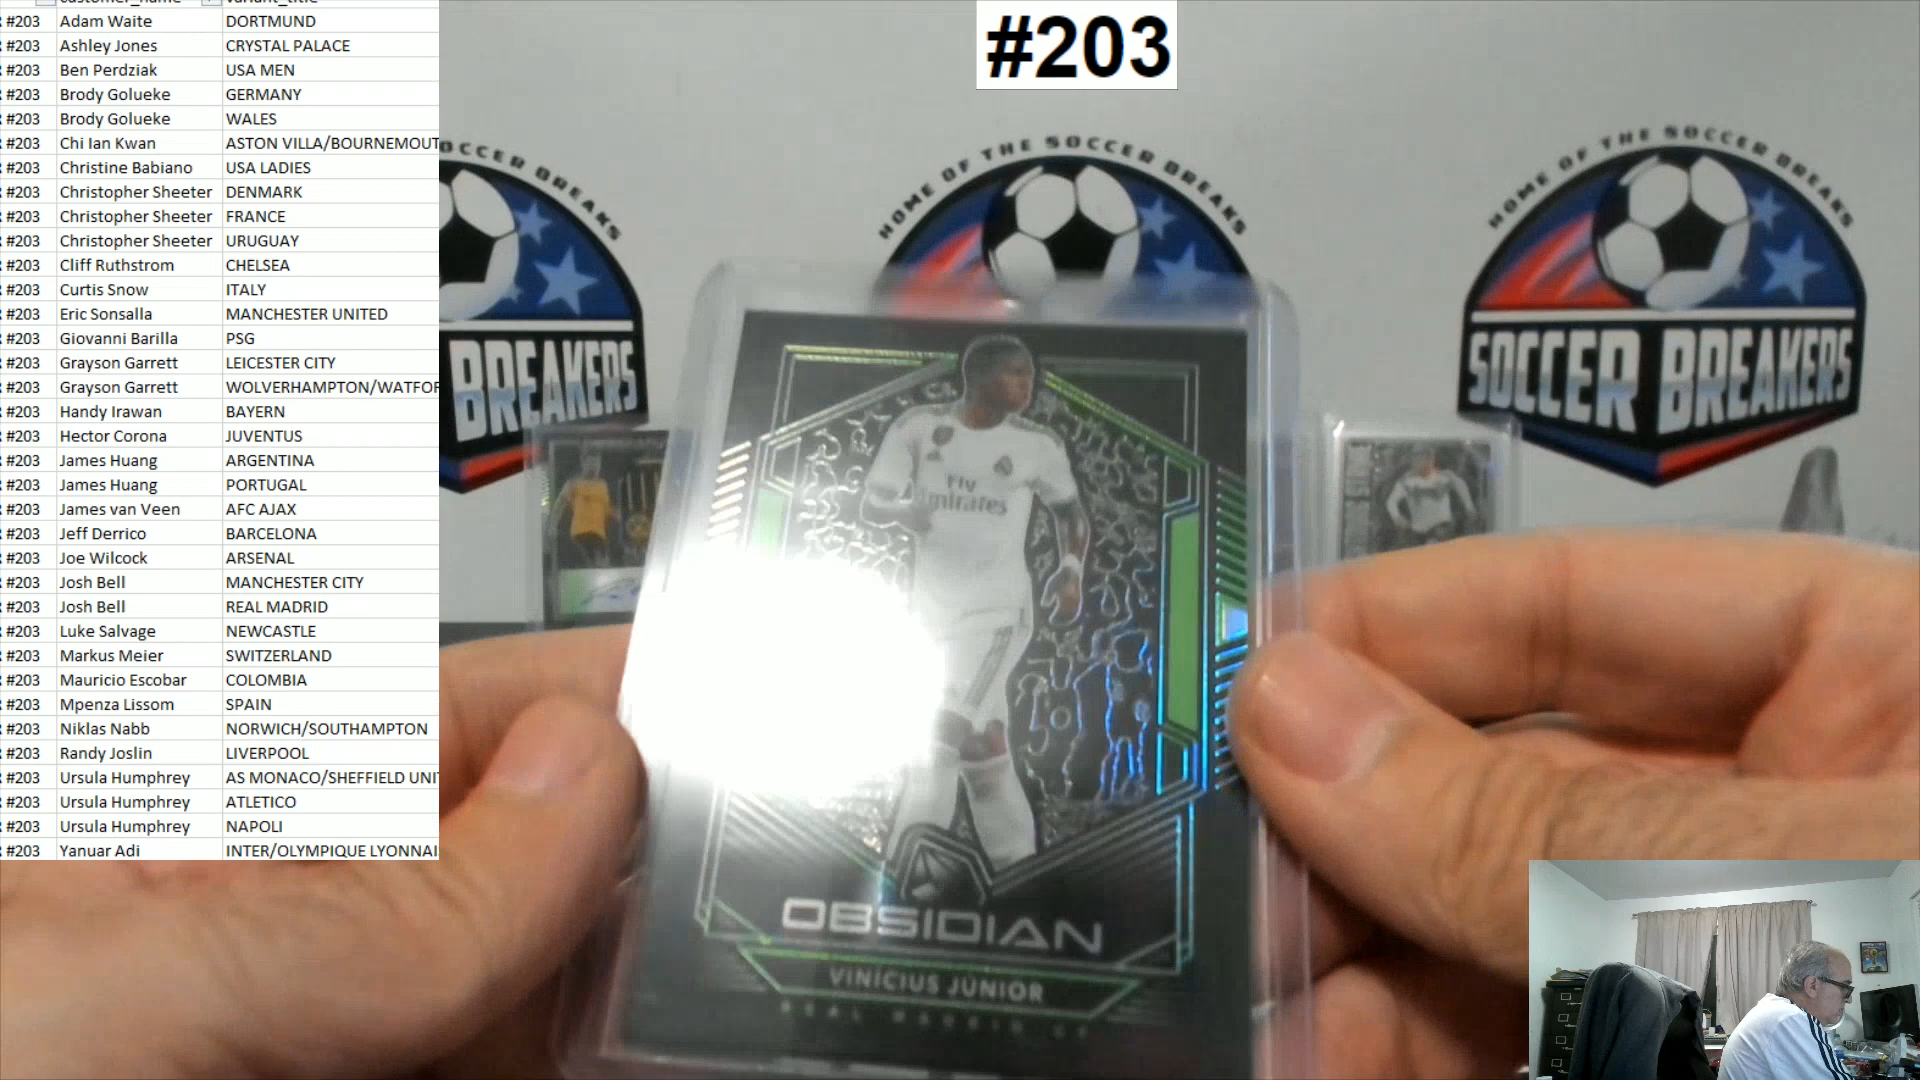 customer_name variant_title
#203 Adam Waite DORTMUND
#203 Ashley Jones CRYSTAL PALACE
#203 Ben Perdziak USA MEN
#203 Brody Golueke GERMANY
#203 Brody Golueke WALES
#203 Chi Ian Kwan ASTON VILLA/BOURNEMOUT
#203 Christine Babiano USA LADIES
#203 Christopher Sheeter DENMARK
#203 Christopher Sheeter FRANCE
#203 Christopher Sheeter URUGUAY
#203 Cliff Ruthstrom CHELSEA
#203 Curtis Snow ITALY
#203 Eric Sonsalla MANCHESTER UNITED
#203 Giovanni Barilla PSG
#203 Grayson Garrett LEICESTER CITY
#203 Grayson Garrett WOLVERHAMPTON/WATFOR
#203 Handy Irawan BAYERN
#203 Hector Corona JUVENTUS
#203 James Huang ARGENTINA
#203 James Huang PORTUGAL
#203 James van Veen AFC AJAX
#203 Jeff Derrico BARCELONA
#203 Joe Wilcock ARSENAL
#203 Josh Bell MANCHESTER CITY
#203 Josh Bell REAL MADRID
#203 Luke Salvage NEWCASTLE
#203 Markus Meier SWITZERLAND
#203 Mauricio Escobar COLOMBIA
#203 Mpenza Lissom SPAIN
#203 Niklas Nabb NORWICH/SOUTHAMPTON
#203 Randy Joslin LIVERPOOL
#203 Ursula Humphrey AS MONACO/SHEFFIELD UNI
#203 Ursula Humphrey ATLETICO
#203 Ursula Humphrey NAPOLI
#203 Yanuar Adi INTER/OLYMPIQUE LYONNAI
#203
OCCER BREAKS
BREAKERS
HOME OF THE SOCCER BREAKS
HOME OF THE SOCCER BREAKS
SOCCER BREAKERS
Fly
Emirates
OBSIDIAN
VINICIUS JUNIOR
REAL MADRID CF